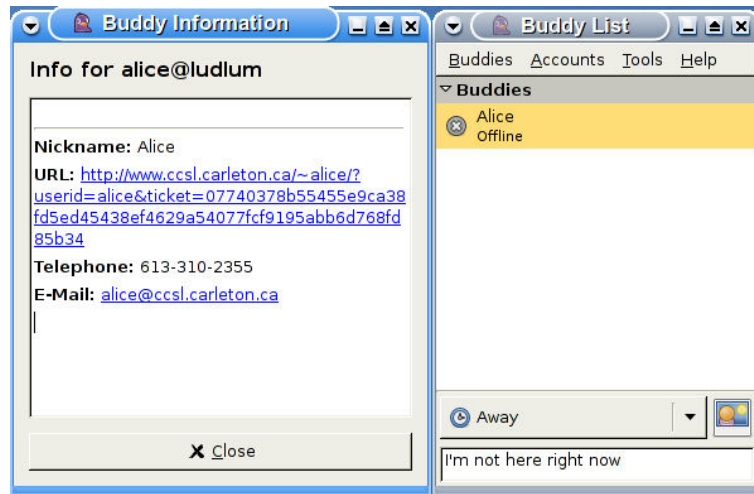 Buddy Information
Info for alice@ludlum
Nickname: Alice
URL: http://www.ccsl.carleton.ca/~alice/?
userid=alice&ticket=07740378b55455e9ca38
fd5ed45438ef4629a54077fcf9195abb6d768fd
85b34
Telephone: 613-310-2355
E-Mail: alice@ccsl.carleton.ca
Close
Buddy List
Buddies Accounts Tools Help
Buddies
Alice
Offline
Away
I'm not here right now